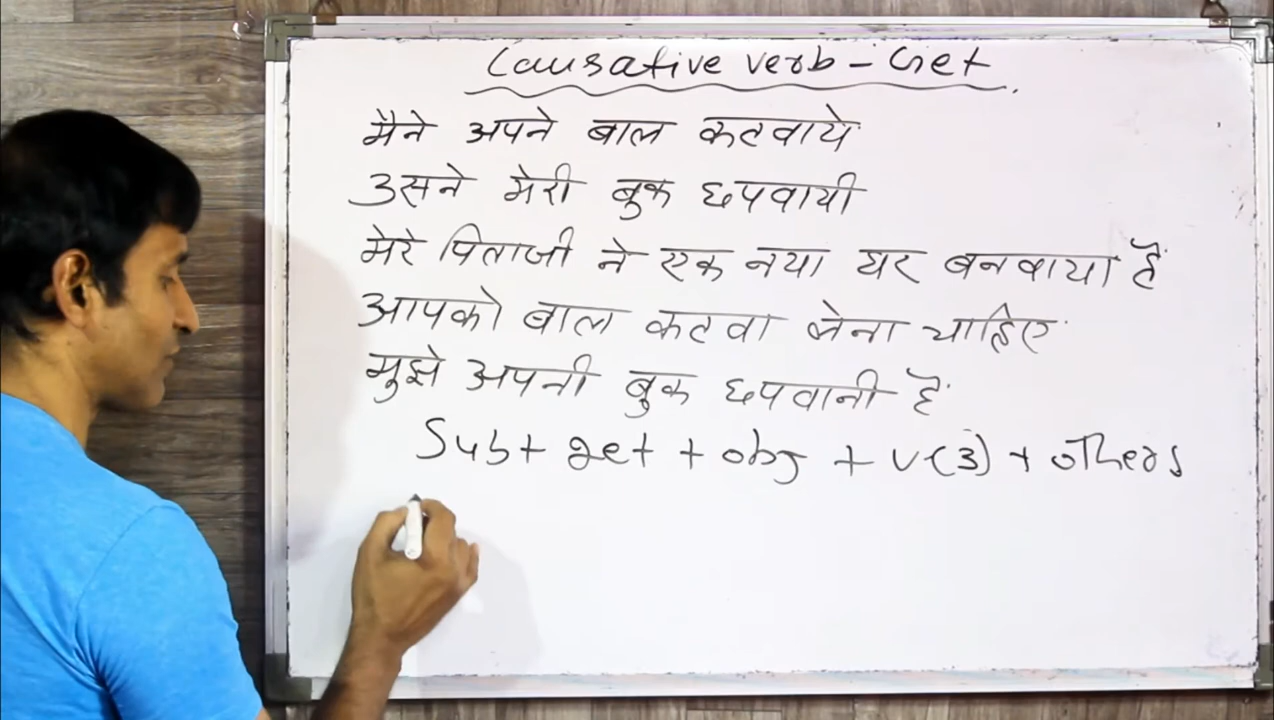 Causative verb - Get
मैने अपने बाल कटवाये
उसने मेरी बुक छपवायी
मेरे पिताजी ने एक नया घर बनवाया है
आपको बाल कटवा लेना चाहिए
मुझे अपनी बुक छपवानी है
Sub + get + obj + v(3) + others